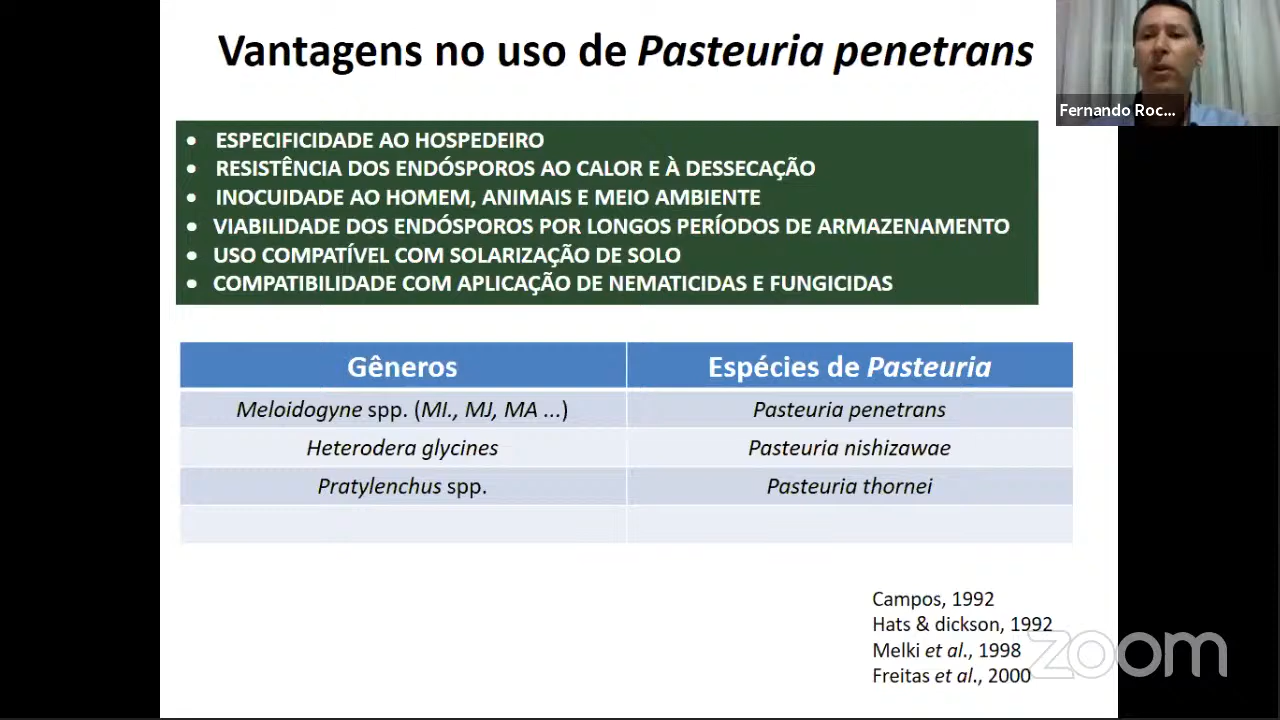 Vantagens no uso de Pasteuria penetrans
Fernando Roc...
• ESPECIFICIDADE AO HOSPEDEIRO
• RESISTÊNCIA DOS ENDÓSPOROS AO CALOR E À DESSECAÇÃO
• INOCUIDADE AO HOMEM, ANIMAIS E MEIO AMBIENTE
• VIABILIDADE DOS ENDÓSPOROS POR LONGOS PERÍODOS DE ARMAZENAMENTO
• USO COMPATÍVEL COM SOLARIZAÇÃO DE SOLO
• COMPATIBILIDADE COM APLICAÇÃO DE NEMATICIDAS E FUNGICIDAS
Gêneros Espécies de Pasteuria
Meloidogyne spp. (MI., MJ, MA ...) Pasteuria penetrans
Heterodera glycines Pasteuria nishizawae
Pratylenchus spp. Pasteuria thornei
Campos, 1992
Hats & dickson, 1992
Melki et al., 1998
Freitas et al., 2000
zoom